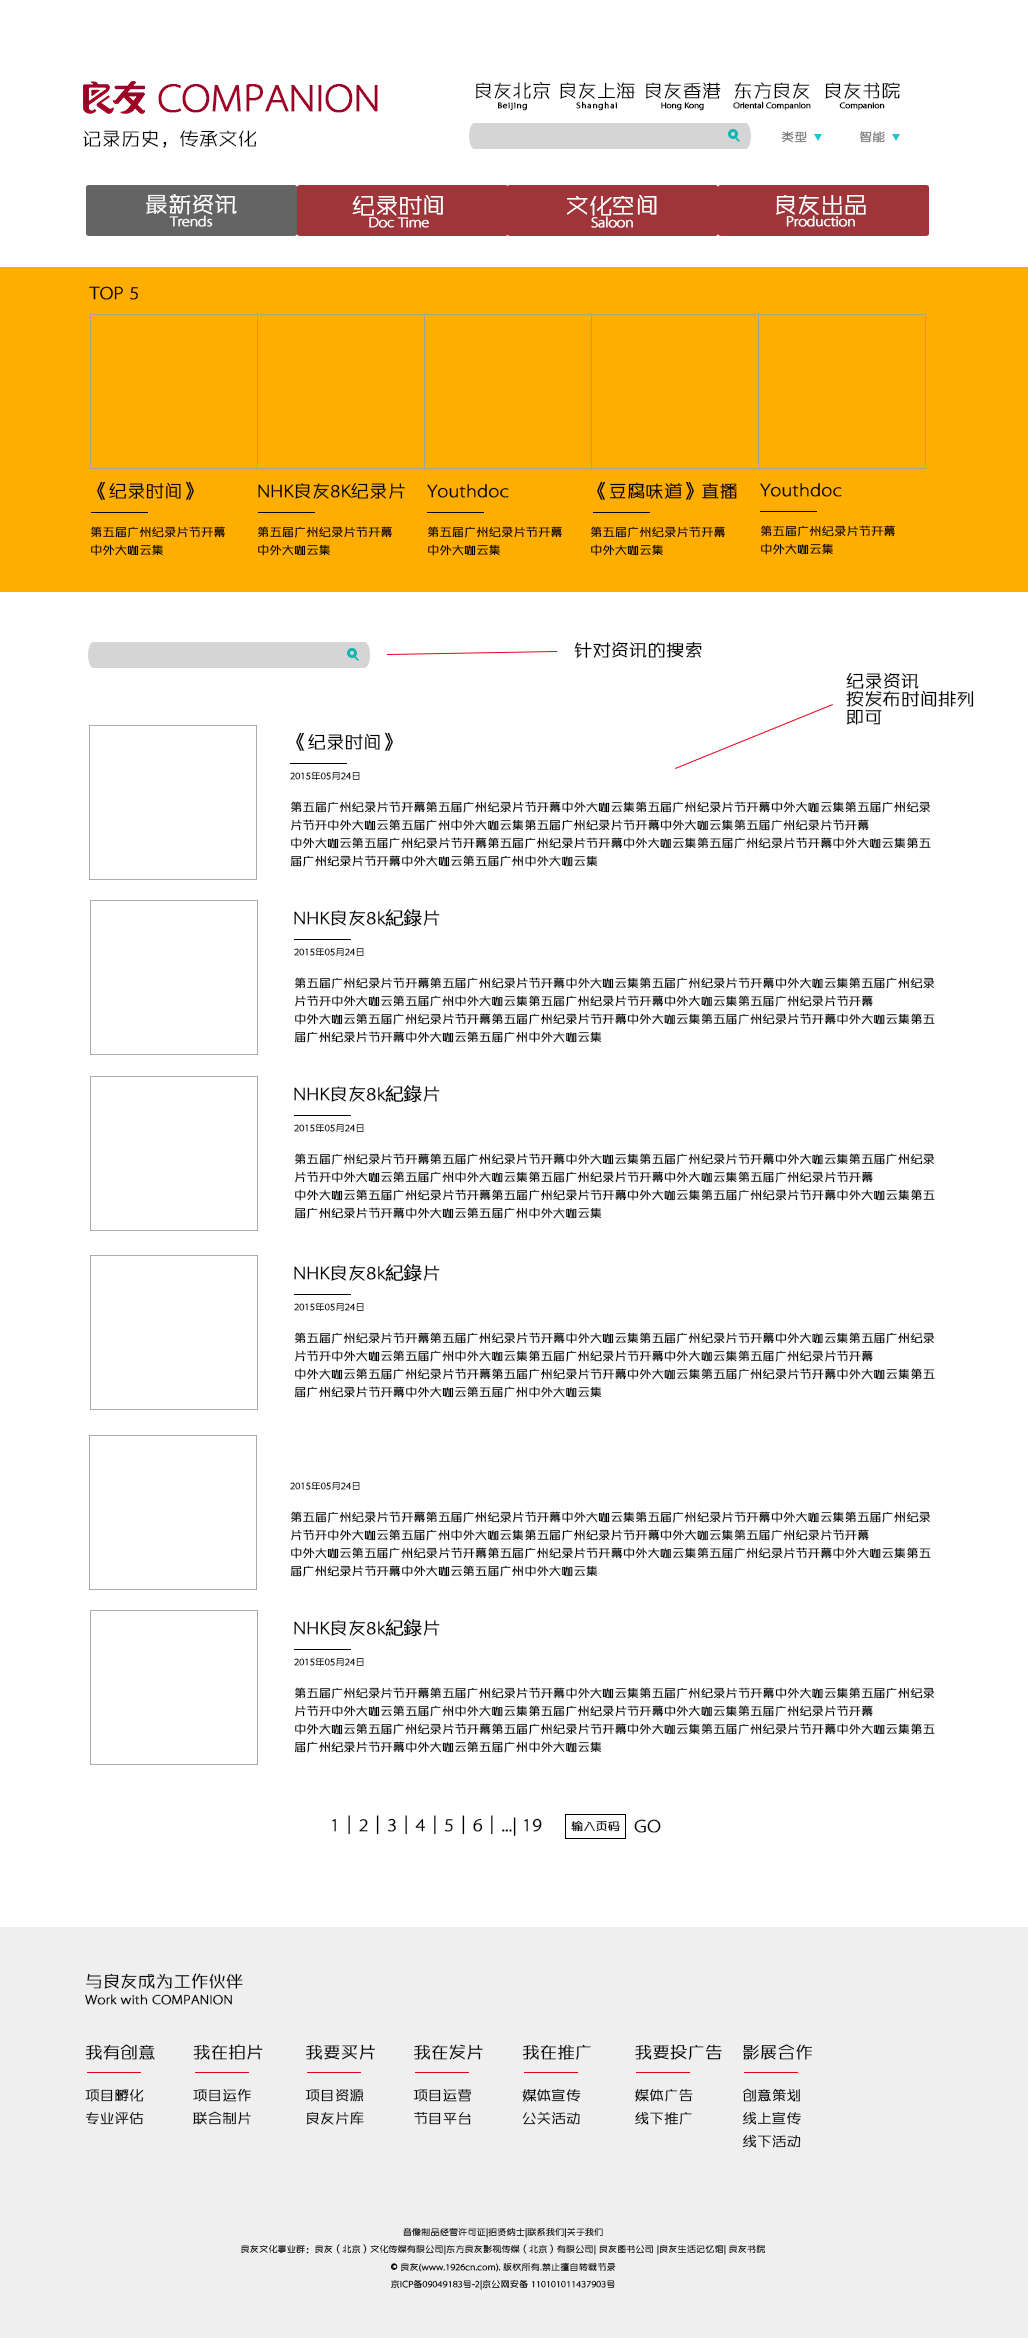 良友 COMPANION
记录历史，传承文化
良友北京 良友上海 良友香港 东方良友 良友书院
Beijing Shanghai Hong Kong Oriental Companion Companion
类型 智能
最新资讯 纪录时间 文化空间 良友出品
Trends Doc Time Saloon Production
TOP 5
《纪录时间》 NHK良友8K纪录片 Youthdoc 《豆腐味道》直播 Youthdoc
第五届广州纪录片节开幕 第五届广州纪录片节开幕 第五届广州纪录片节开幕 第五届广州纪录片节开幕 第五届广州纪录片节开幕
中外大咖云集 中外大咖云集 中外大咖云集 中外大咖云集 中外大咖云集
针对资讯的搜索
纪录资讯
按发布时间排列
即可
《纪录时间》
2015年05月24日
第五届广州纪录片节开幕第五届广州纪录片节开幕中外大咖云集第五届广州纪录片节开幕中外大咖云集第五届广州纪录
片节开中外大咖云第五届广州中外大咖云集第五届广州纪录片节开幕中外大咖云集第五届广州纪录片节开幕
中外大咖云第五届广州纪录片节开幕第五届广州纪录片节开幕中外大咖云集第五届广州纪录片节开幕中外大咖云集第五
届广州纪录片节开幕中外大咖云第五届广州中外大咖云集
NHK良友8k紀錄片
2015年05月24日
第五届广州纪录片节开幕第五届广州纪录片节开幕中外大咖云集第五届广州纪录片节开幕中外大咖云集第五届广州纪录
片节开中外大咖云第五届广州中外大咖云集第五届广州纪录片节开幕中外大咖云集第五届广州纪录片节开幕
中外大咖云第五届广州纪录片节开幕第五届广州纪录片节开幕中外大咖云集第五届广州纪录片节开幕中外大咖云集第五
届广州纪录片节开幕中外大咖云第五届广州中外大咖云集
NHK良友8k紀錄片
2015年05月24日
第五届广州纪录片节开幕第五届广州纪录片节开幕中外大咖云集第五届广州纪录片节开幕中外大咖云集第五届广州纪录
片节开中外大咖云第五届广州中外大咖云集第五届广州纪录片节开幕中外大咖云集第五届广州纪录片节开幕
中外大咖云第五届广州纪录片节开幕第五届广州纪录片节开幕中外大咖云集第五届广州纪录片节开幕中外大咖云集第五
届广州纪录片节开幕中外大咖云第五届广州中外大咖云集
NHK良友8k紀錄片
2015年05月24日
第五届广州纪录片节开幕第五届广州纪录片节开幕中外大咖云集第五届广州纪录片节开幕中外大咖云集第五届广州纪录
片节开中外大咖云第五届广州中外大咖云集第五届广州纪录片节开幕中外大咖云集第五届广州纪录片节开幕
中外大咖云第五届广州纪录片节开幕第五届广州纪录片节开幕中外大咖云集第五届广州纪录片节开幕中外大咖云集第五
届广州纪录片节开幕中外大咖云第五届广州中外大咖云集
2015年05月24日
第五届广州纪录片节开幕第五届广州纪录片节开幕中外大咖云集第五届广州纪录片节开幕中外大咖云集第五届广州纪录
片节开中外大咖云第五届广州中外大咖云集第五届广州纪录片节开幕中外大咖云集第五届广州纪录片节开幕
中外大咖云第五届广州纪录片节开幕第五届广州纪录片节开幕中外大咖云集第五届广州纪录片节开幕中外大咖云集第五
届广州纪录片节开幕中外大咖云第五届广州中外大咖云集
NHK良友8k紀錄片
2015年05月24日
第五届广州纪录片节开幕第五届广州纪录片节开幕中外大咖云集第五届广州纪录片节开幕中外大咖云集第五届广州纪录
片节开中外大咖云第五届广州中外大咖云集第五届广州纪录片节开幕中外大咖云集第五届广州纪录片节开幕
中外大咖云第五届广州纪录片节开幕第五届广州纪录片节开幕中外大咖云集第五届广州纪录片节开幕中外大咖云集第五
届广州纪录片节开幕中外大咖云第五届广州中外大咖云集
1 | 2 | 3 | 4 | 5 | 6 | ...| 19 输入页码 GO
与良友成为工作伙伴
Work with COMPANION
我有创意 我在拍片 我要买片 我在发片 我在推广 我要投广告 影展合作
项目孵化 项目运作 项目资源 项目运营 媒体宣传 媒体广告 创意策划
专业评估 联合制片 良友片库 节目平台 公关活动 线下推广 线上宣传
线下活动
音像制品经营许可证|招贤纳士|联系我们|关于我们
良友文化事业群：良友（北京）文化传媒有限公司|东方良友影视传媒（北京）有限公司| 良友图书公司 |良友生活记忆馆| 良友书院
© 良友(www.1926cn.com). 版权所有.禁止擅自转载节录
京ICP备09049183号-2|京公网安备 110101011437903号